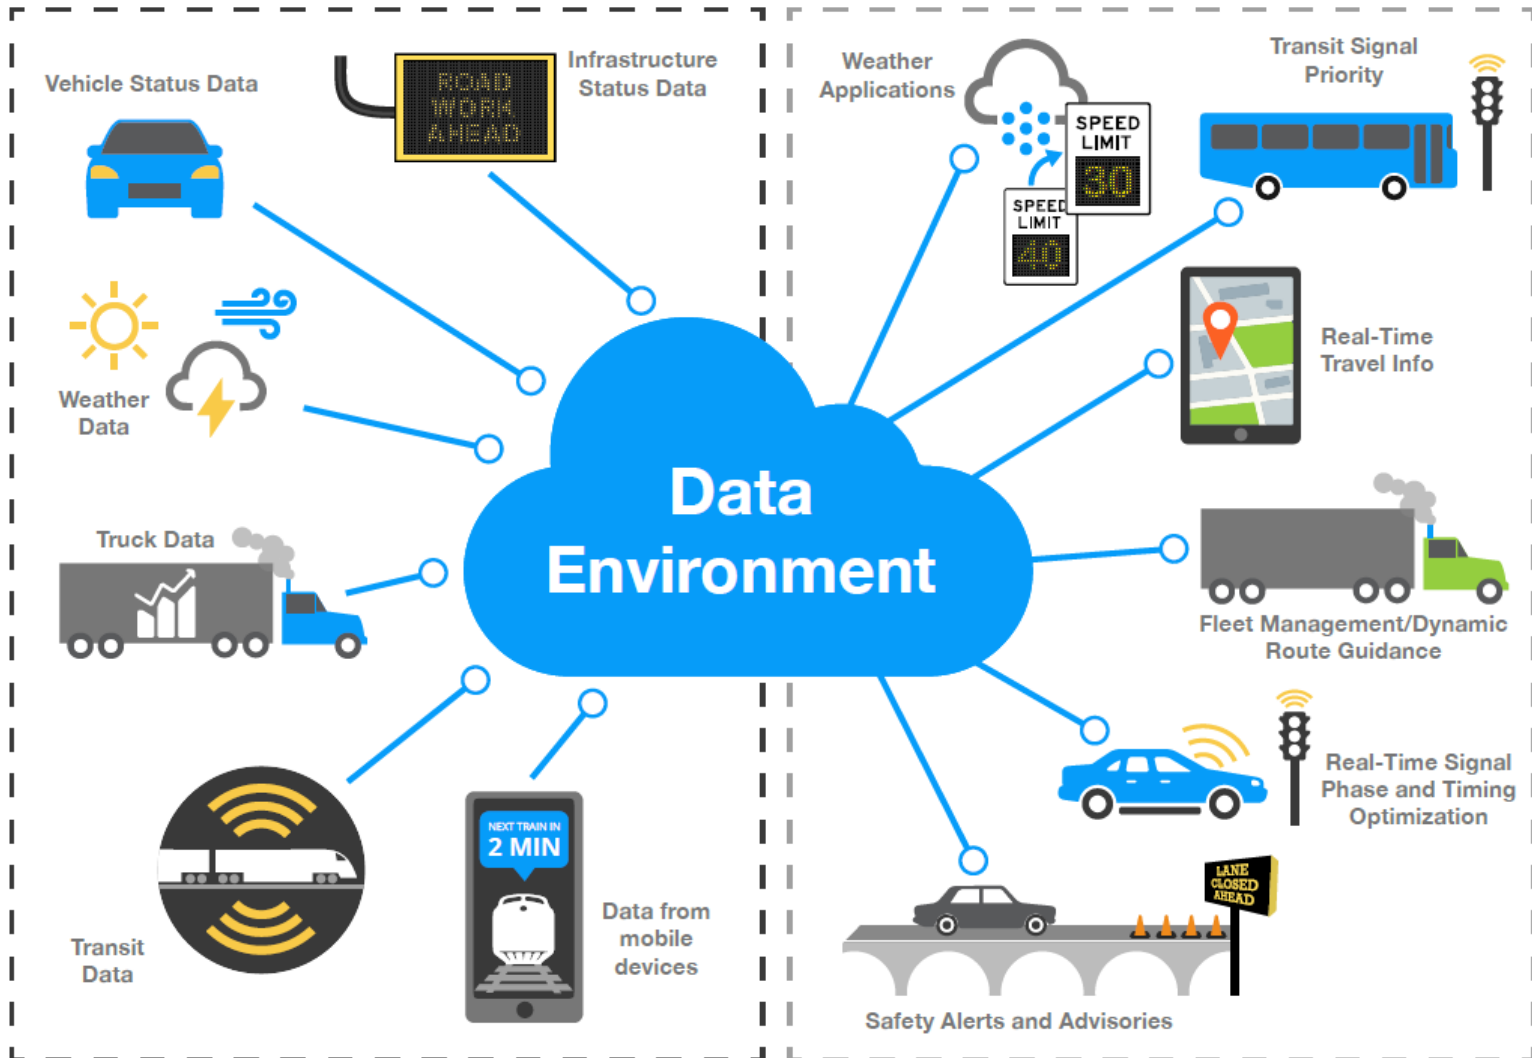 Vehicle Status Data
ROAD
WORK
AHEAD
Infrastructure
Status Data
Weather
Data
Truck Data
Transit
Data
NEXT TRAIN IN
2 MIN
Data from
mobile
devices
Data
Environment
Weather
Applications
SPEED
LIMIT
30
SPEED
LIMIT
40
Transit Signal
Priority
Real-Time
Travel Info
Fleet Management/Dynamic
Route Guidance
Real-Time Signal
Phase and Timing
Optimization
LANE
CLOSED
AHEAD
Safety Alerts and Advisories